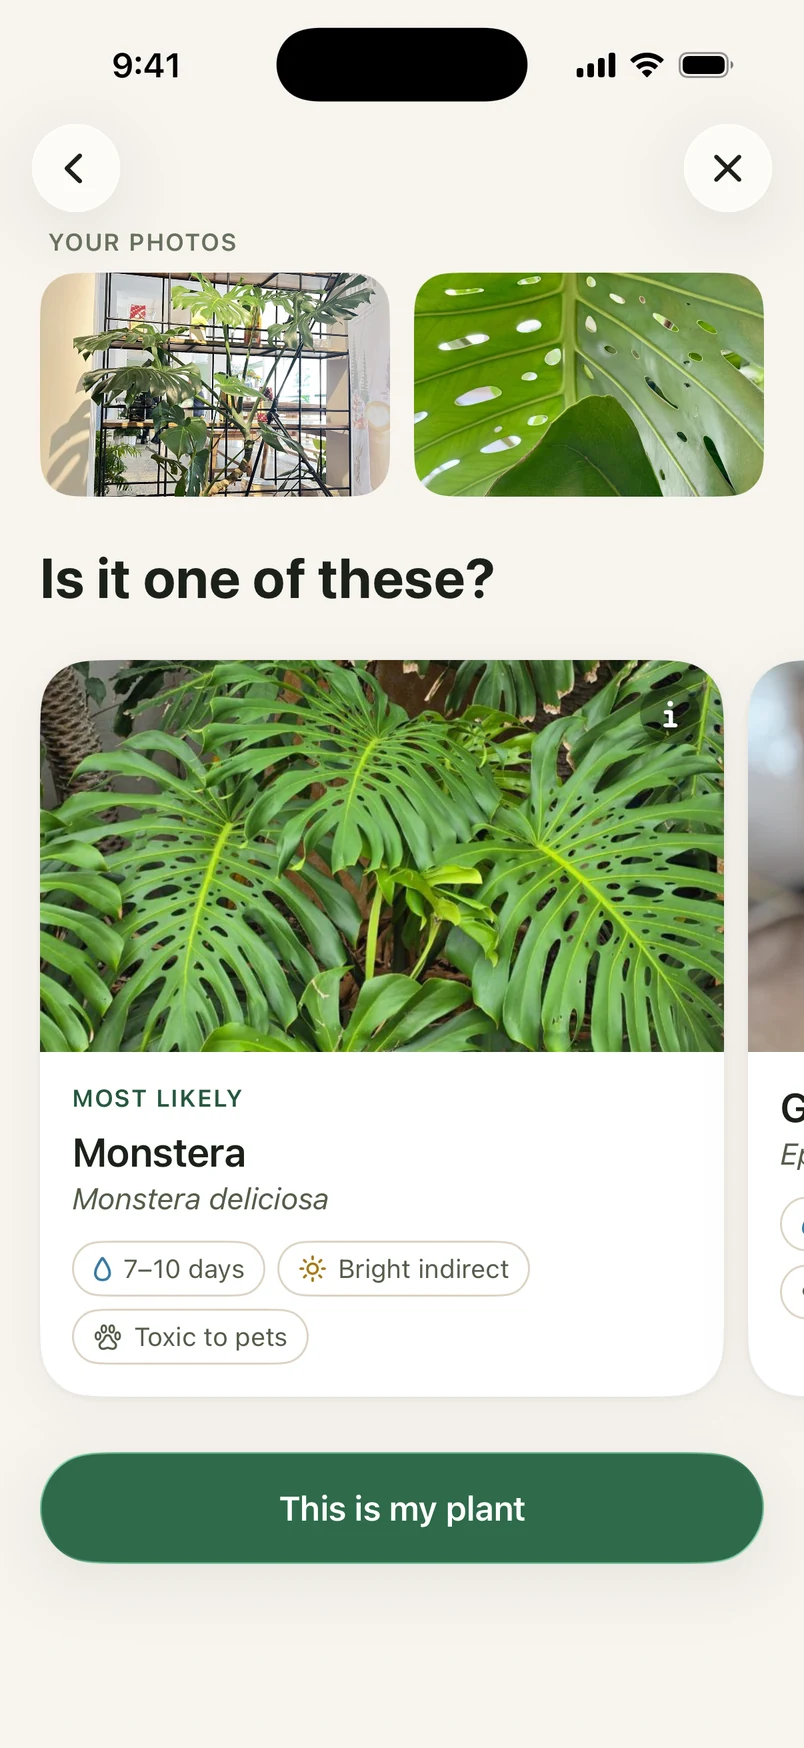 9:41
YOUR PHOTOS
Is it one of these?
MOST LIKELY
Monstera
Monstera deliciosa
7–10 days
Bright indirect
Toxic to pets
G
Ep
This is my plant